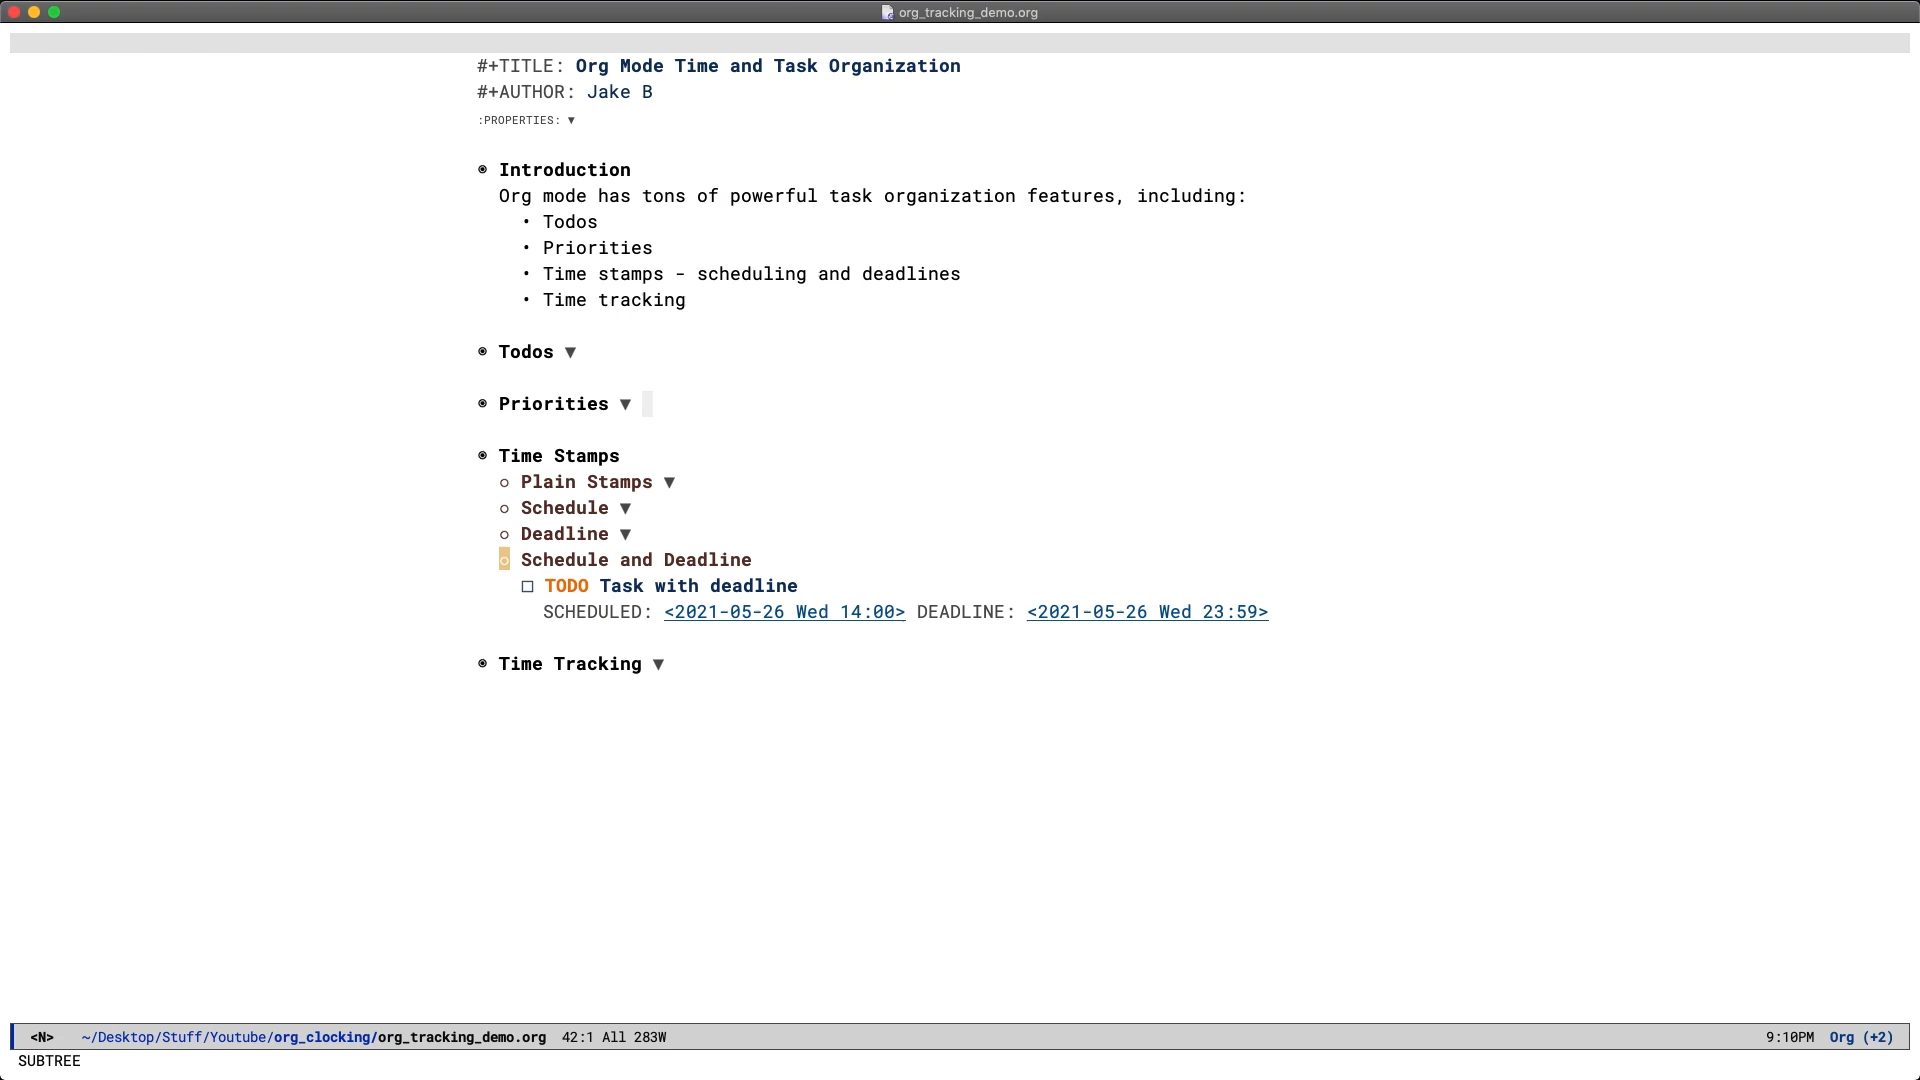 org_tracking_demo.org
#+TITLE: Org Mode Time and Task Organization
#+AUTHOR: Jake B
:PROPERTIES: ▼
◉ Introduction
Org mode has tons of powerful task organization features, including:
• Todos
• Priorities
• Time stamps - scheduling and deadlines
• Time tracking
◉ Todos ▼
◉ Priorities ▼
◉ Time Stamps
○ Plain Stamps ▼
○ Schedule ▼
○ Deadline ▼
○ Schedule and Deadline
☐ TODO Task with deadline
SCHEDULED: <2021-05-26 Wed 14:00> DEADLINE: <2021-05-26 Wed 23:59>
◉ Time Tracking ▼
<N> ~/Desktop/Stuff/Youtube/org_clocking/org_tracking_demo.org 42:1 All 283W 9:10PM Org (+2)
SUBTREE